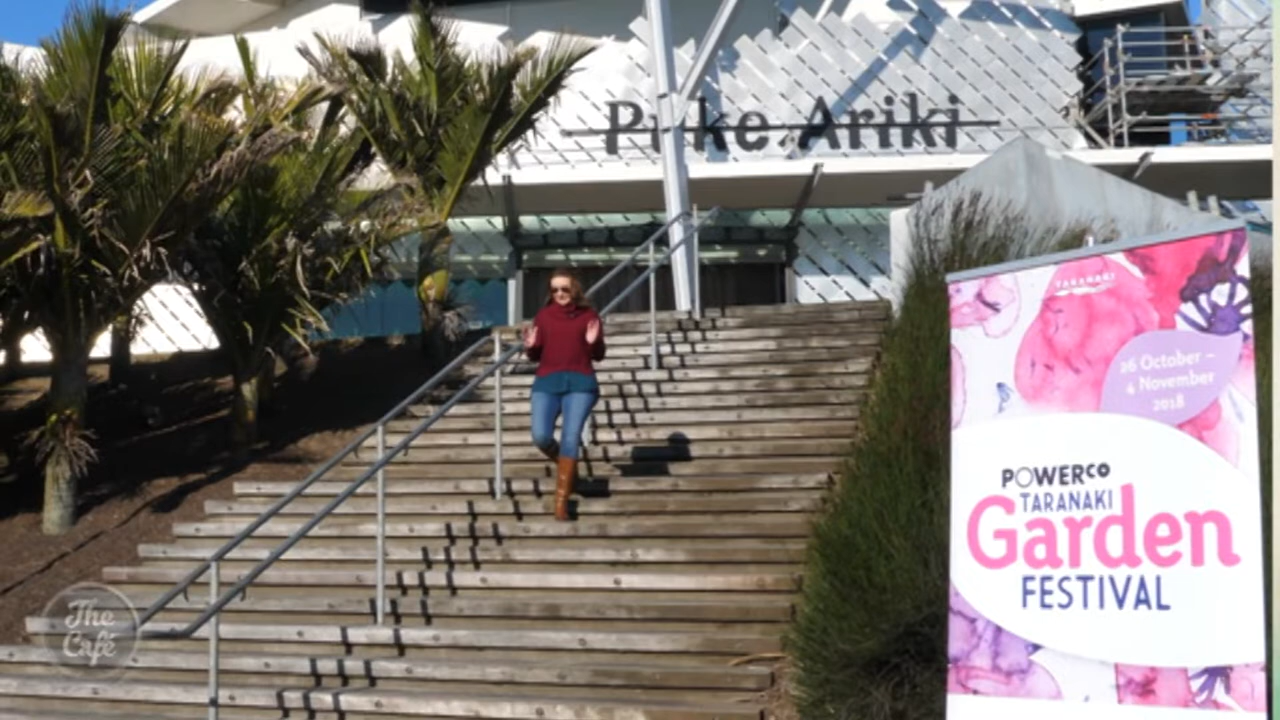 Puke Ariki
TARANAKI
26 October –
4 November
2018
POWERCO
TARANAKI
Garden
FESTIVAL
The
Café